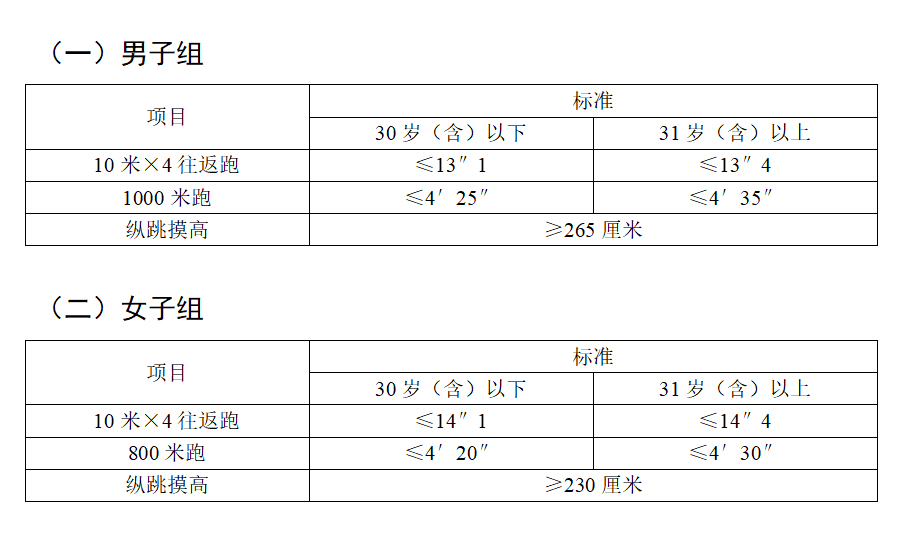 （一）男子组
项目 标准
30 岁（含）以下 31 岁（含）以上
10 米×4 往返跑 ≤13″1 ≤13″4
1000 米跑 ≤4′25″ ≤4′35″
纵跳摸高 ≥265 厘米
（二）女子组
项目 标准
30 岁（含）以下 31 岁（含）以上
10 米×4 往返跑 ≤14″1 ≤14″4
800 米跑 ≤4′20″ ≤4′30″
纵跳摸高 ≥230 厘米